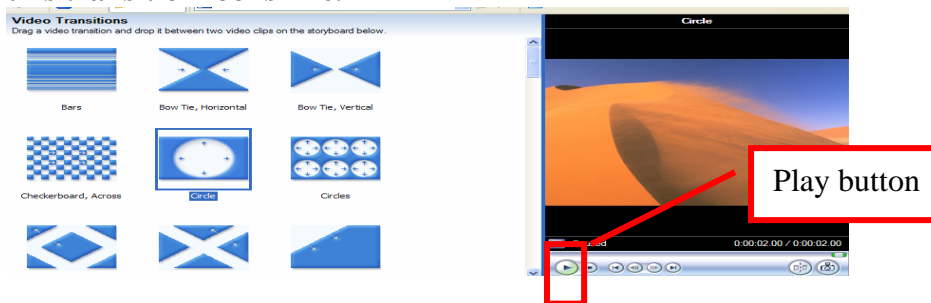 Video Transitions
Drag a video transition and drop it between two video clips on the storyboard below.
Bars
Bow Tie, Horizontal
Bow Tie, Vertical
Checkerboard, Across
Circle
Circles
Circle
Play button
0:00:02.00 / 0:00:02.00